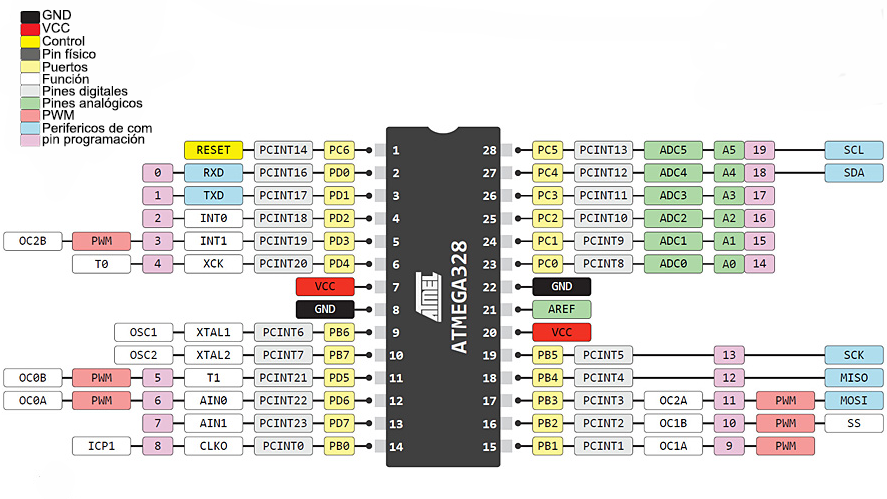 GND
VCC
Control
Pin físico
Puertos
Función
Pines digitales
Pines analógicos
PWM
Perifericos de com
pin programación
RESET PCINT14 PC6 1 28 PC5 PCINT13 ADC5 A5 19 SCL
0 RXD PCINT16 PD0 2 27 PC4 PCINT12 ADC4 A4 18 SDA
1 TXD PCINT17 PD1 3 26 PC3 PCINT11 ADC3 A3 17
2 INT0 PCINT18 PD2 4 25 PC2 PCINT10 ADC2 A2 16
OC2B PWM 3 INT1 PCINT19 PD3 5 24 PC1 PCINT9 ADC1 A1 15
T0 4 XCK PCINT20 PD4 6 23 PC0 PCINT8 ADC0 A0 14
VCC 7 22 GND
GND 8 21 AREF
ATMEL
ATMEGA328
OSC1 XTAL1 PCINT6 PB6 9 20 VCC
OSC2 XTAL2 PCINT7 PB7 10 19 PB5 PCINT5 13 SCK
OC0B PWM 5 T1 PCINT21 PD5 11 18 PB4 PCINT4 12 MISO
OC0A PWM 6 AIN0 PCINT22 PD6 12 17 PB3 PCINT3 OC2A 11 PWM MOSI
7 AIN1 PCINT23 PD7 13 16 PB2 PCINT2 OC1B 10 PWM SS
ICP1 8 CLKO PCINT0 PB0 14 15 PB1 PCINT1 OC1A 9 PWM